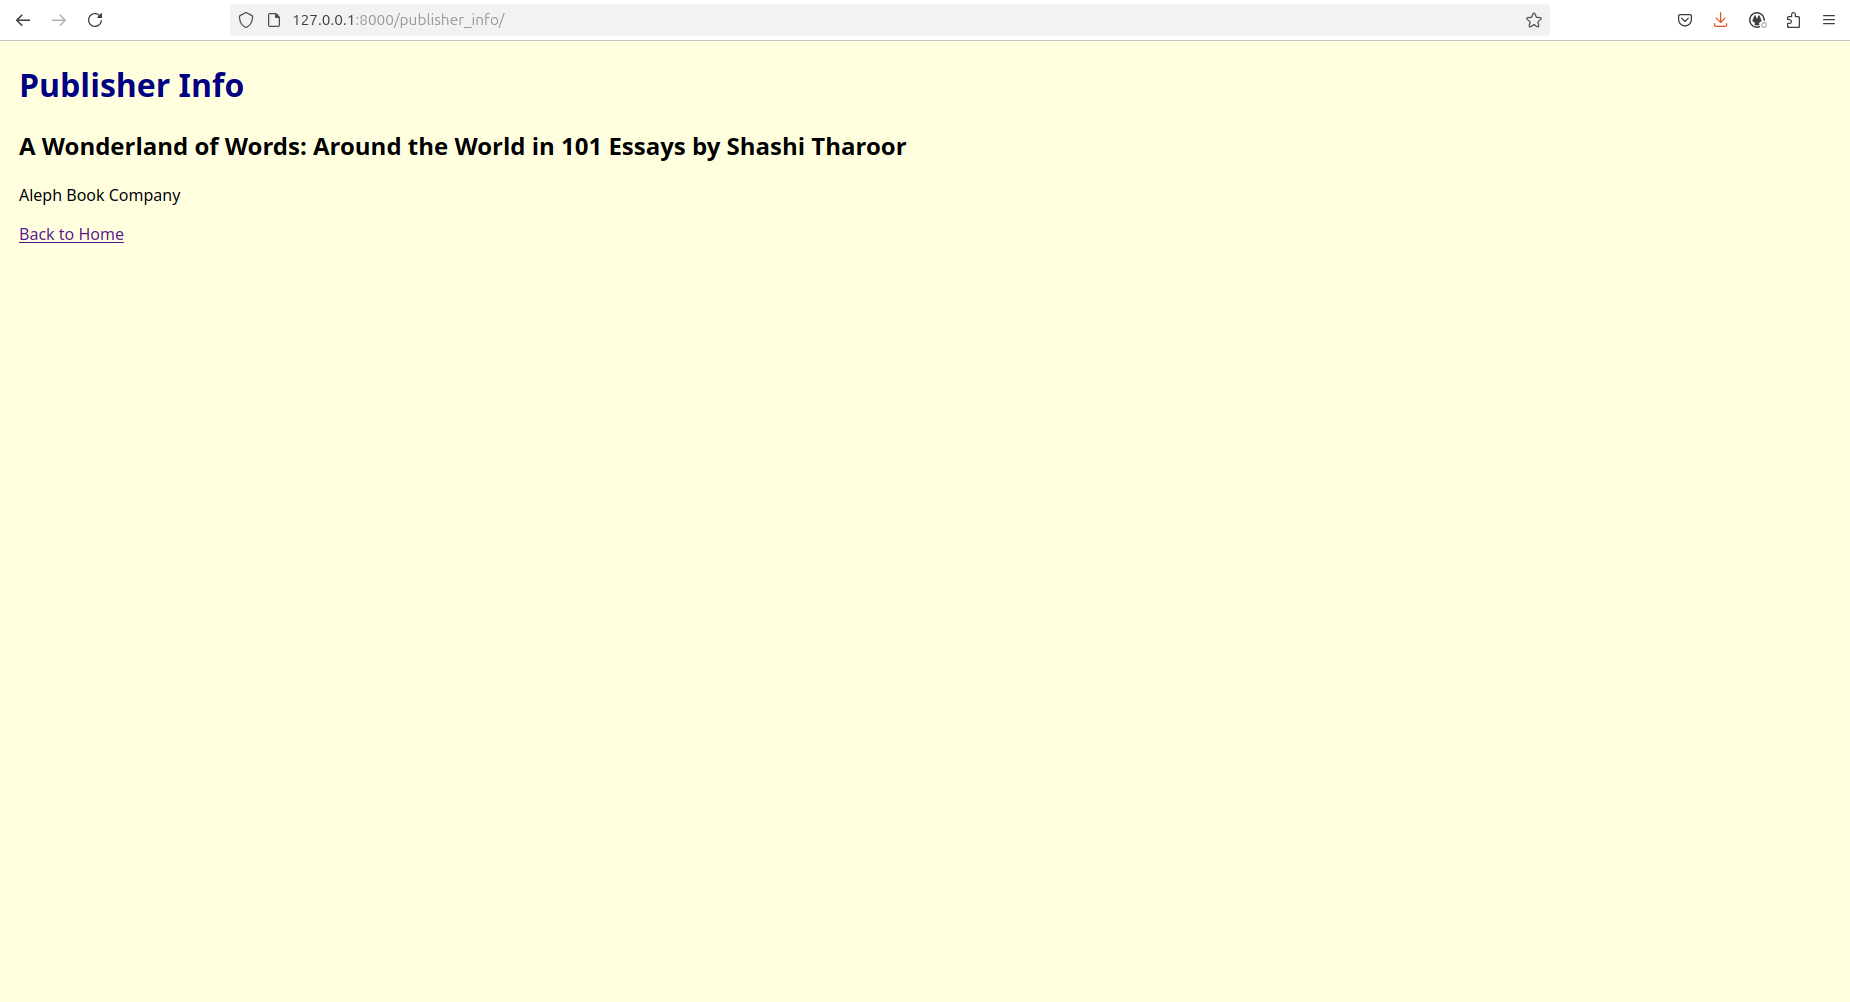 127.0.0.1:8000/publisher_info/
Publisher Info
A Wonderland of Words: Around the World in 101 Essays by Shashi Tharoor
Aleph Book Company
Back to Home